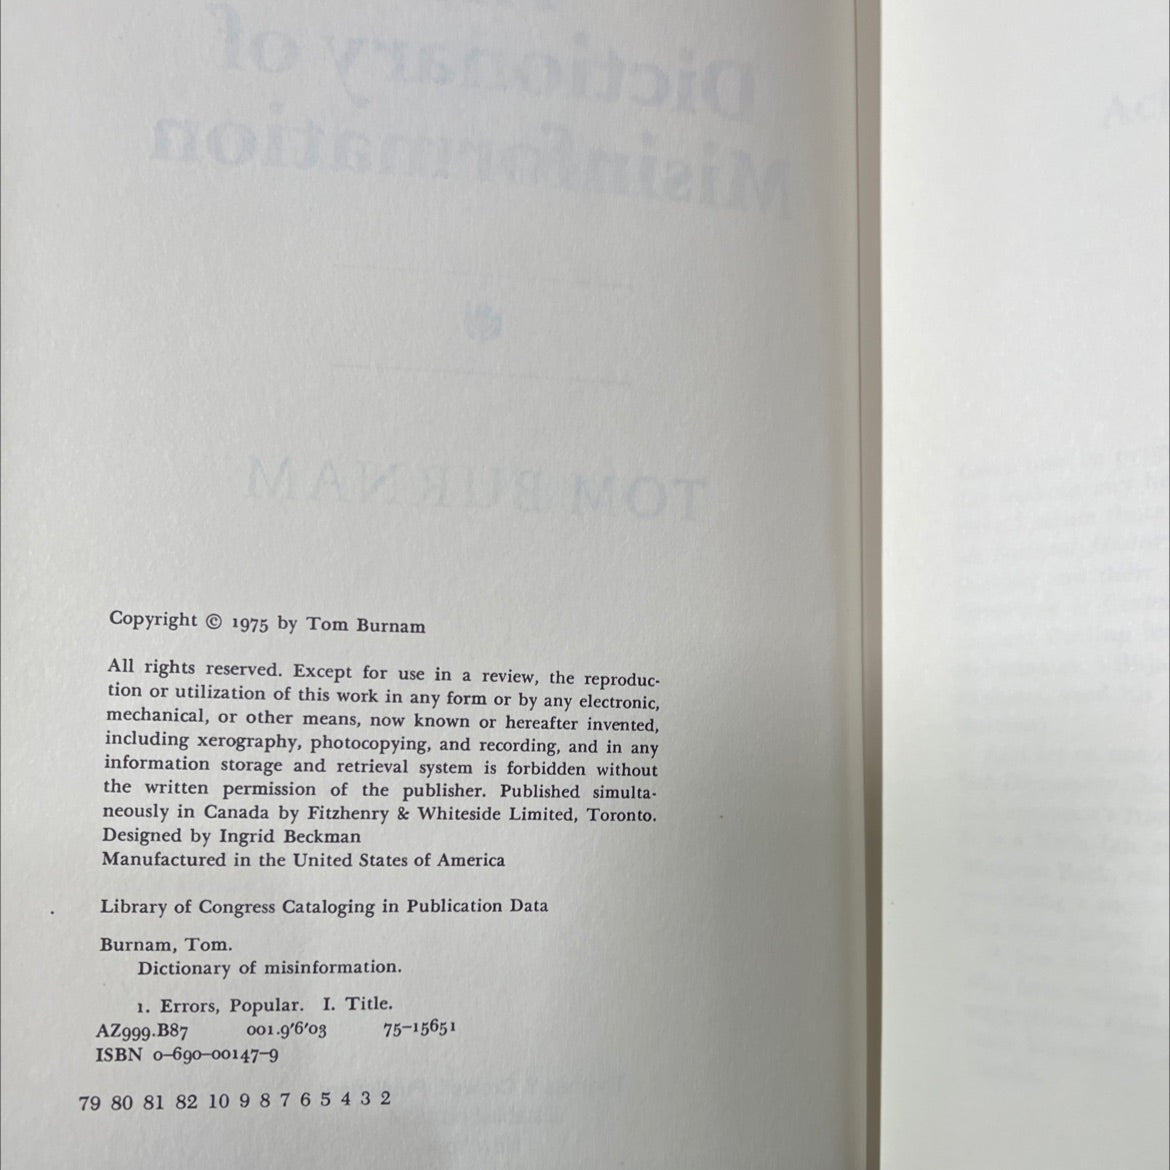 Dictionary of
Misinformation
TOM BURNAM
Copyright © 1975 by Tom Burnam
All rights reserved. Except for use in a review, the reproduc-
tion or utilization of this work in any form or by any electronic,
mechanical, or other means, now known or hereafter invented,
including xerography, photocopying, and recording, and in any
information storage and retrieval system is forbidden without
the written permission of the publisher. Published simulta-
neously in Canada by Fitzhenry & Whiteside Limited, Toronto.
Designed by Ingrid Beckman
Manufactured in the United States of America
Library of Congress Cataloging in Publication Data
Burnam, Tom.
Dictionary of misinformation.
1. Errors, Popular. I. Title.
AZ999.B87 001.9'6'03 75-15651
ISBN 0-690-00147-9
79 80 81 82 10 9 8 7 6 5 4 3 2